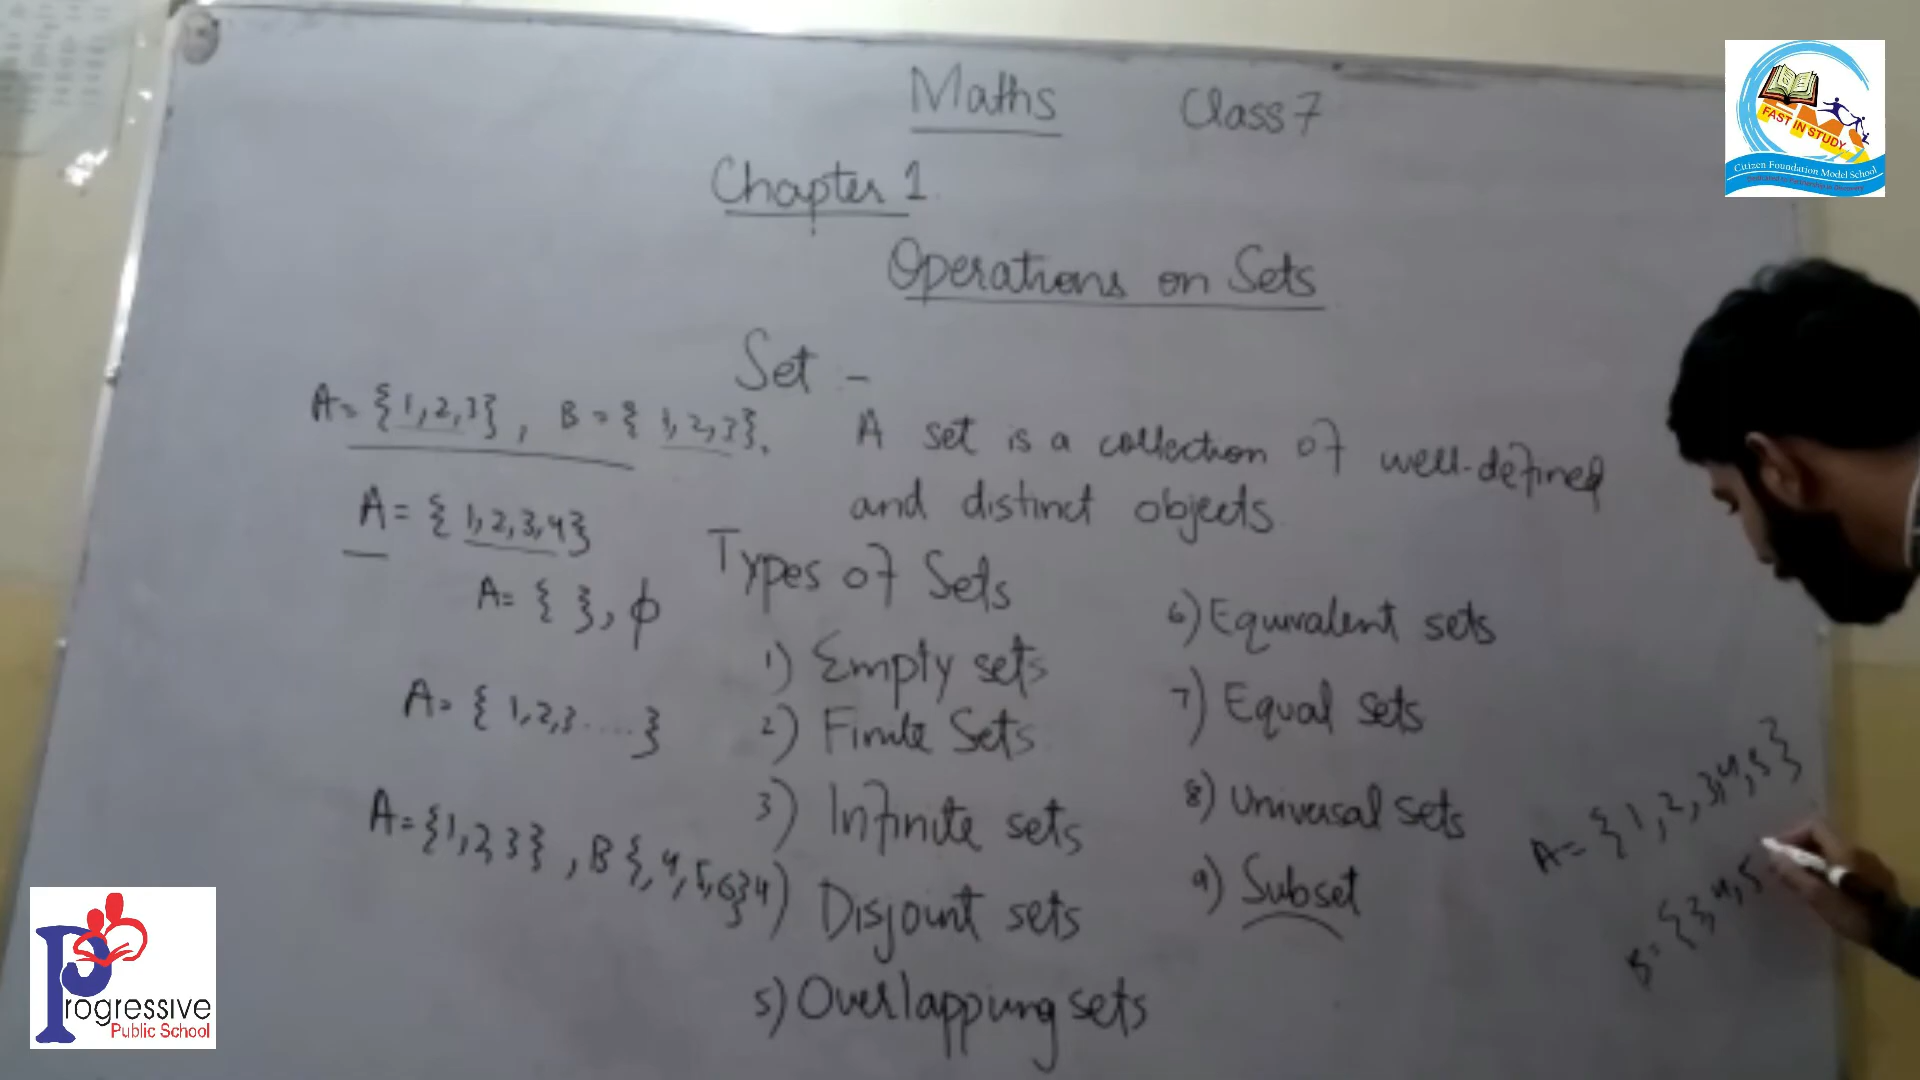 Maths Class 7
Chapter 1.
Operations on Sets
Set -
A set is a collection of well-defined
and distinct objects.
A = {1,2,3}, B = {1,2,3}.
A = {1,2,3,4}
A= { }, ϕ
A= {1,2,3.....}
A={1,2,3}, B{,4,5,6}
Types of Sets
1) Empty sets
2) Finite Sets
3) Infinite sets
4) Disjoint sets
5) Overlapping sets
6) Equivalent sets
7) Equal sets
8) Universal sets
9) Subset
A= {1,2,3,4,5}
B= {3,4,5
FAST IN STUDY
Citizen Foundation Model School
Progressive
Public School